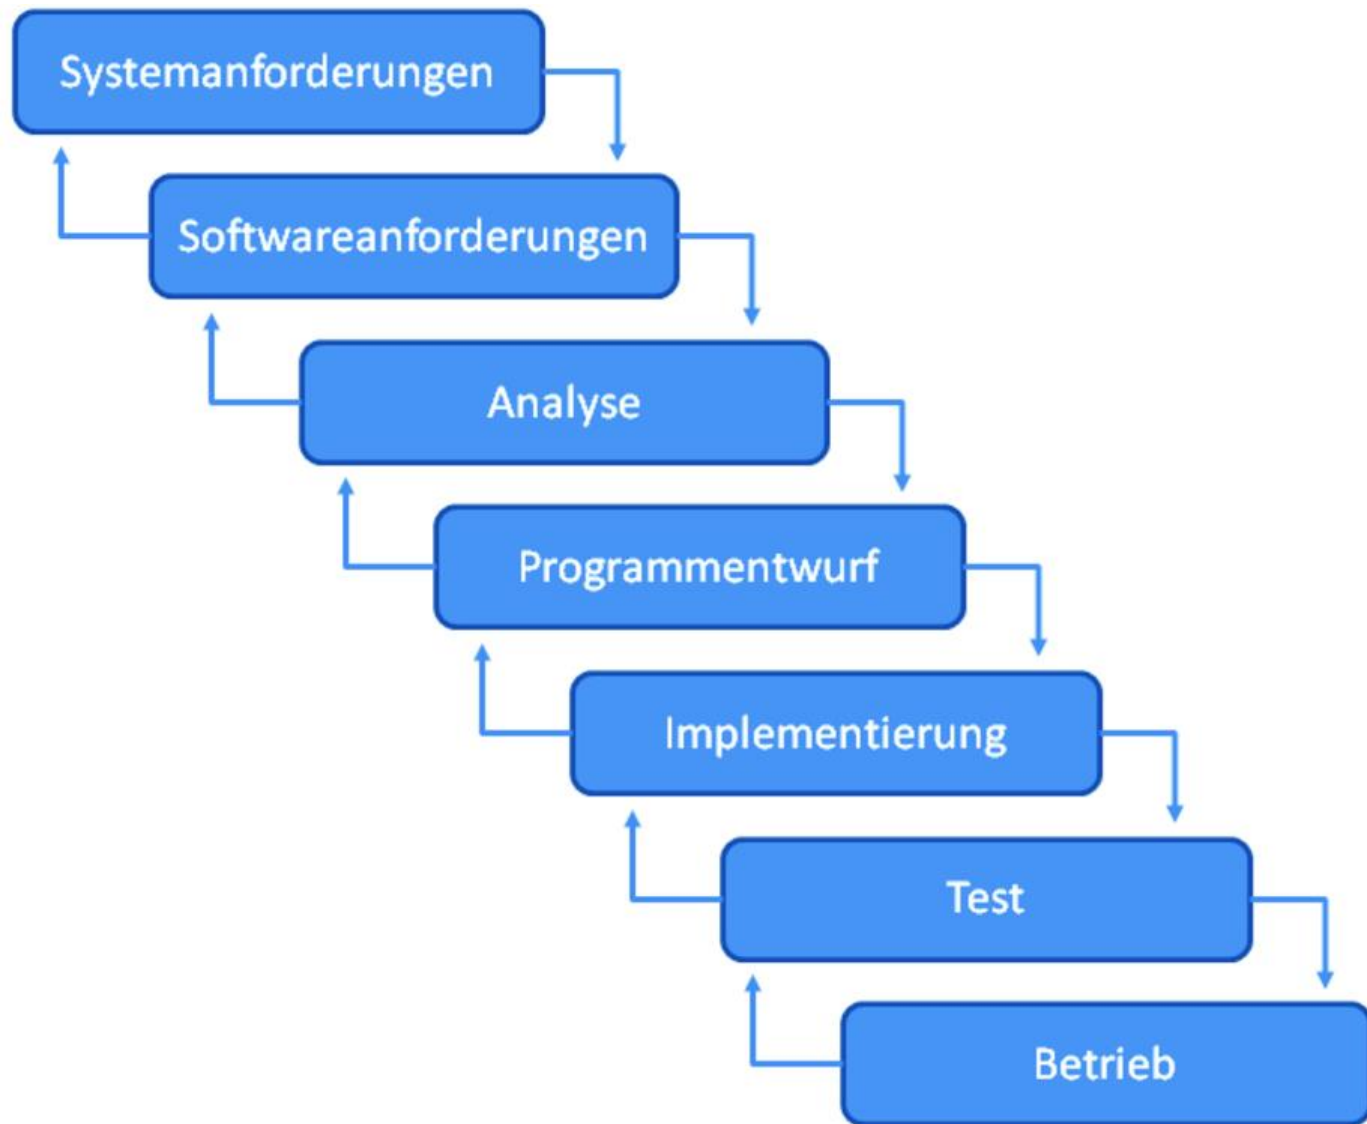 Systemanforderungen
Softwareanforderungen
Analyse
Programmentwurf
Implementierung
Test
Betrieb